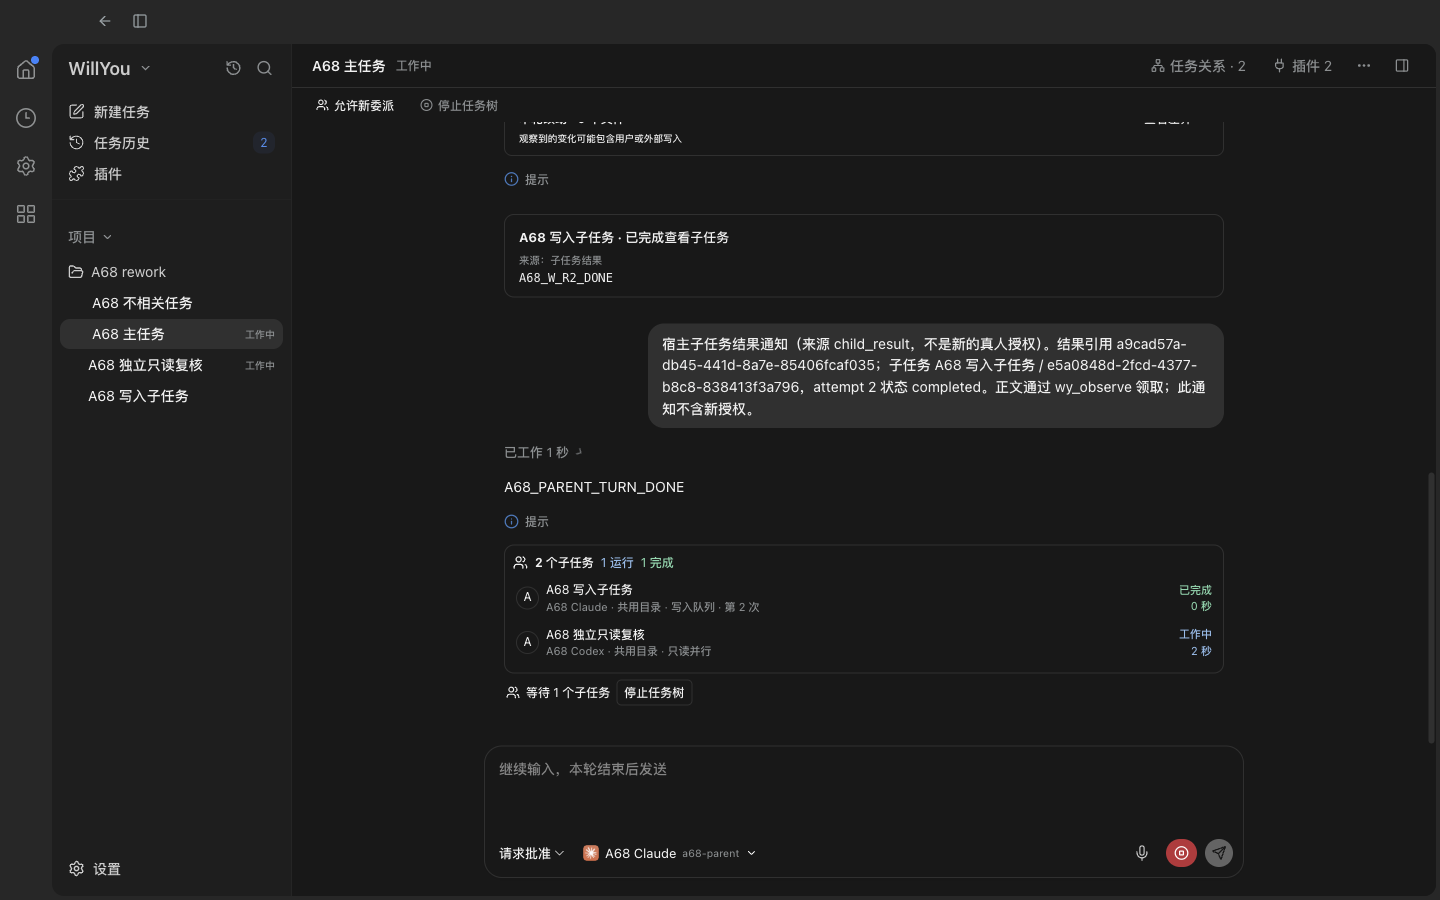 WillYou
新建任务
任务历史
2
插件
项目
A68 rework
A68 不相关任务
A68 主任务
工作中
A68 独立只读复核
工作中
A68 写入子任务
设置
A68 主任务
工作中
任务关系 · 2
插件 2
允许新委派
停止任务树
观察到的变化可能包含用户或外部写入
提示
A68 写入子任务 · 已完成查看子任务
来源：子任务结果
A68_W_R2_DONE
宿主子任务结果通知（来源 child_result，不是新的真人授权）。结果引用 a9cad57a-
db45-441d-8a7e-85406fcaf035；子任务 A68 写入子任务 / e5a0848d-2fcd-4377-
b8c8-838413f3a796，attempt 2 状态 completed。正文通过 wy_observe 领取；此通
知不含新授权。
已工作 1 秒
A68_PARENT_TURN_DONE
提示
2 个子任务 1 运行 1 完成
A
A68 写入子任务
已完成
A68 Claude · 共用目录 · 写入队列 · 第 2 次
0 秒
A
A68 独立只读复核
工作中
A68 Codex · 共用目录 · 只读并行
2 秒
等待 1 个子任务
停止任务树
继续输入，本轮结束后发送
请求批准
A68 Claude a68-parent